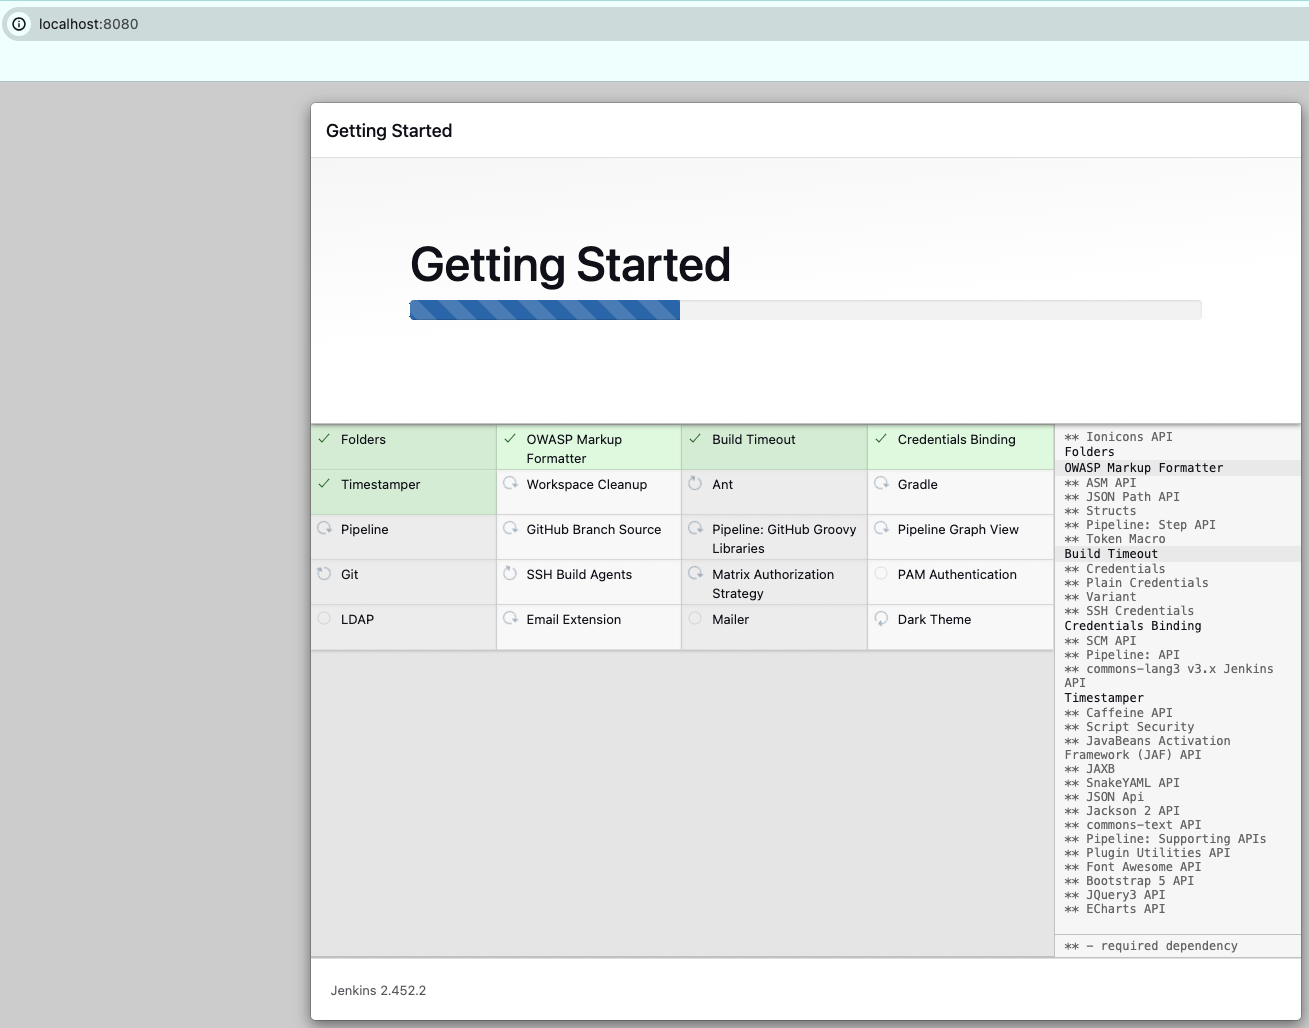 localhost:8080
Getting Started
Getting Started
Folders
OWASP Markup
Formatter
Build Timeout
Credentials Binding
Timestamper
Workspace Cleanup
Ant
Gradle
Pipeline
GitHub Branch Source
Pipeline: GitHub Groovy
Libraries
Pipeline Graph View
Git
SSH Build Agents
Matrix Authorization
Strategy
PAM Authentication
LDAP
Email Extension
Mailer
Dark Theme
** Ionicons API
Folders
OWASP Markup Formatter
** ASM API
** JSON Path API
** Structs
** Pipeline: Step API
** Token Macro
Build Timeout
** Credentials
** Plain Credentials
** Variant
** SSH Credentials
Credentials Binding
** SCM API
** Pipeline: API
** commons-lang3 v3.x Jenkins
API
Timestamper
** Caffeine API
** Script Security
** JavaBeans Activation
Framework (JAF) API
** JAXB
** SnakeYAML API
** JSON Api
** Jackson 2 API
** commons-text API
** Pipeline: Supporting APIs
** Plugin Utilities API
** Font Awesome API
** Bootstrap 5 API
** JQuery3 API
** ECharts API
** - required dependency
Jenkins 2.452.2